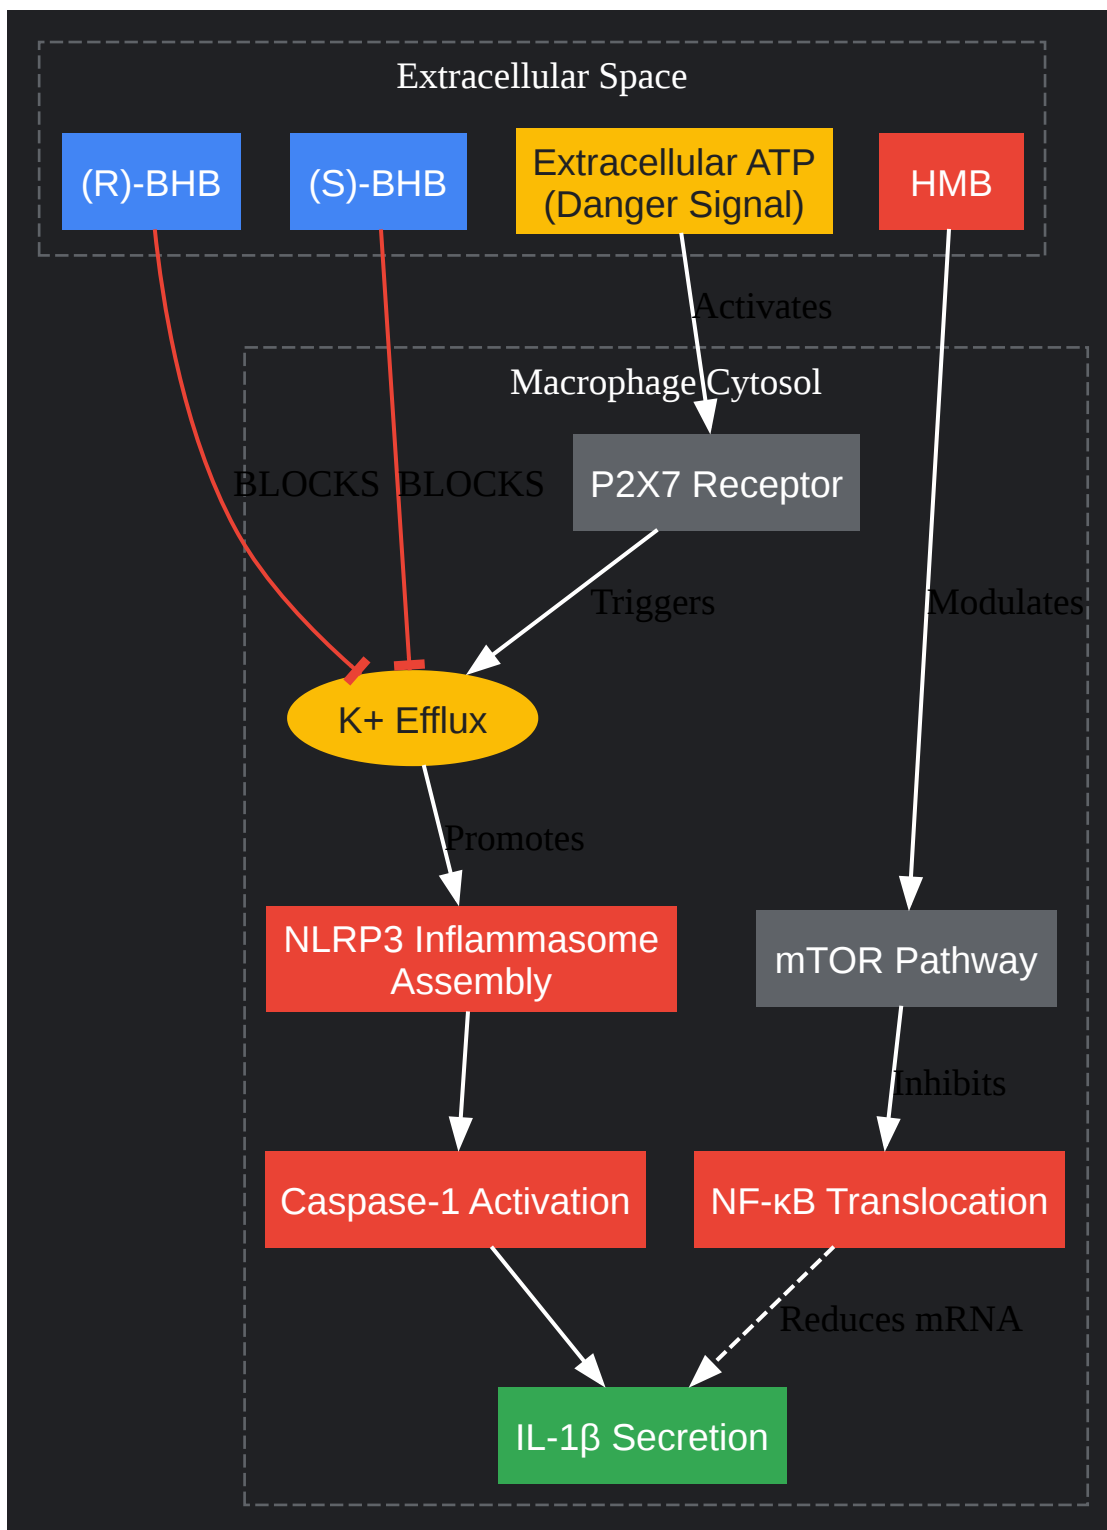 Extracellular Space
(R)-BHB
(S)-BHB
Extracellular ATP
(Danger Signal)
HMB
Activates
Macrophage Cytosol
BLOCKS
BLOCKS
P2X7 Receptor
Triggers
Modulates
K+ Efflux
Promotes
NLRP3 Inflammasome
Assembly
mTOR Pathway
Inhibits
Caspase-1 Activation
NF-κB Translocation
Reduces mRNA
IL-1β Secretion